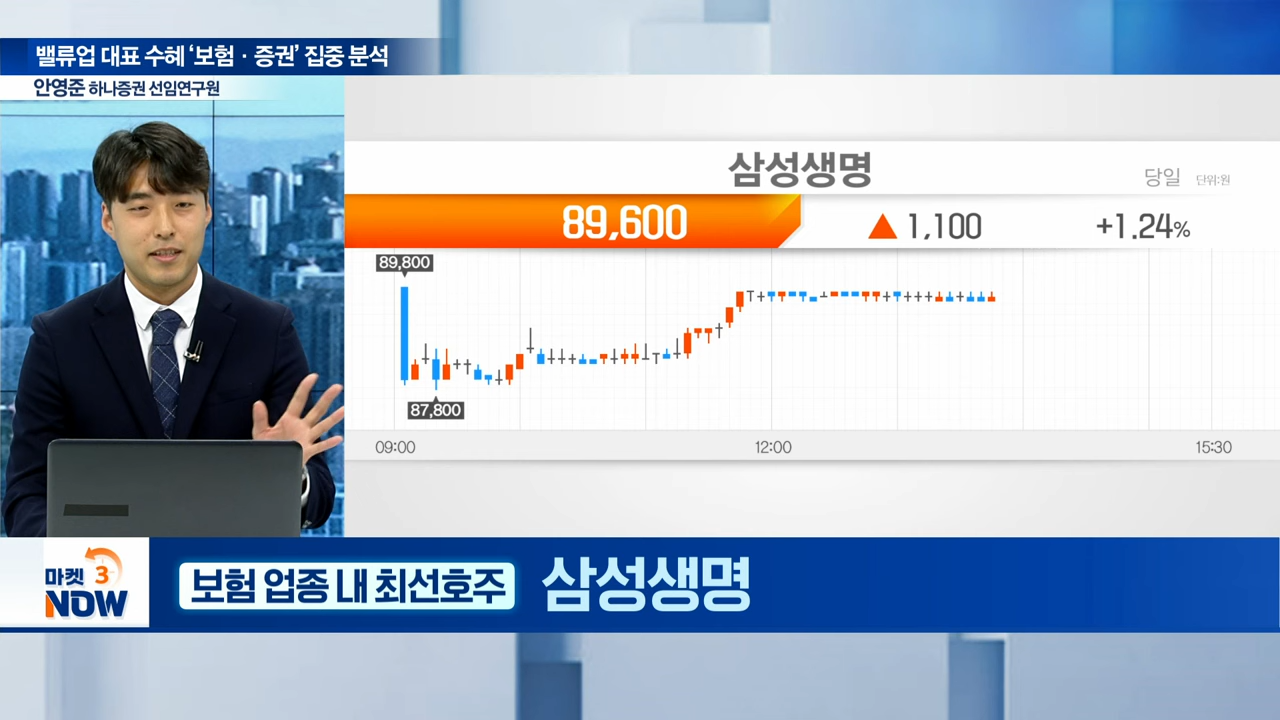 밸류업 대표 수혜 ‘보험 · 증권’ 집중 분석
안영준 하나증권 선임연구원
삼성생명
당일 단위:원
89,600 ▲ 1,100 +1.24%
89,800
87,800
09:00 12:00 15:30
마켓 3
NOW
보험 업종 내 최선호주 삼성생명